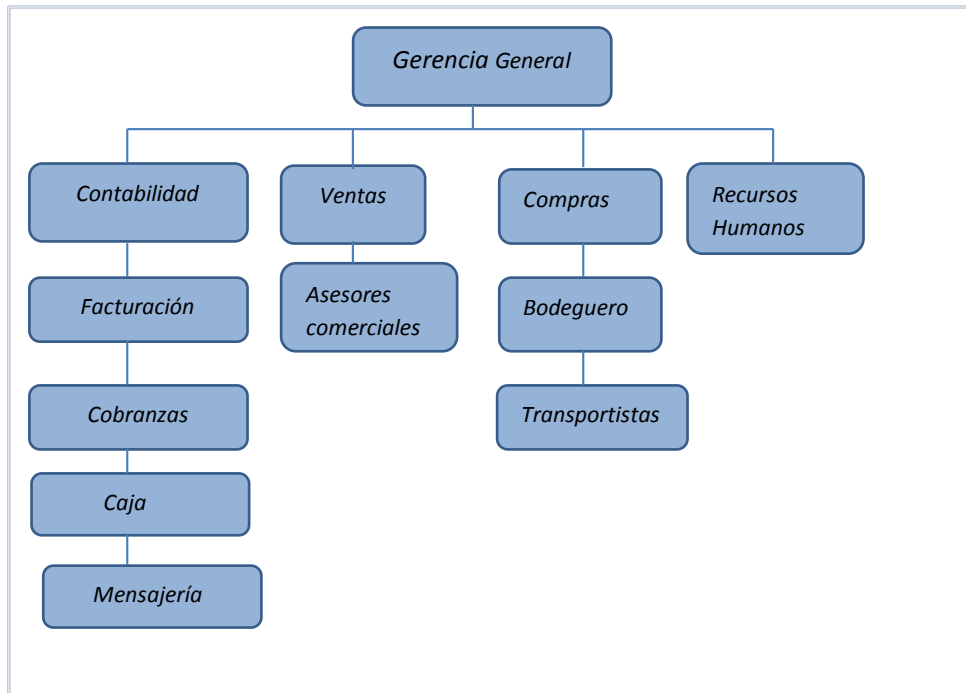 Gerencia General
Contabilidad
Ventas
Compras
Recursos
Humanos
Facturación
Asesores
comerciales
Bodeguero
Cobranzas
Transportistas
Caja
Mensajería